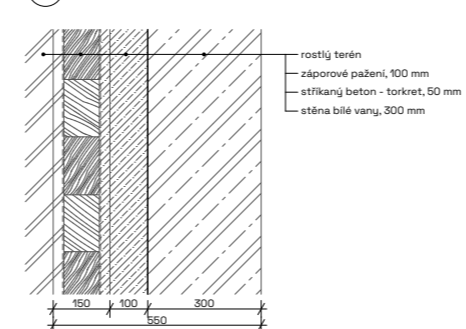 rostlý terén
záporové pažení, 100 mm
stříkaný beton - torkret, 50 mm
stěna bílé vany, 300 mm
150 100 300
550